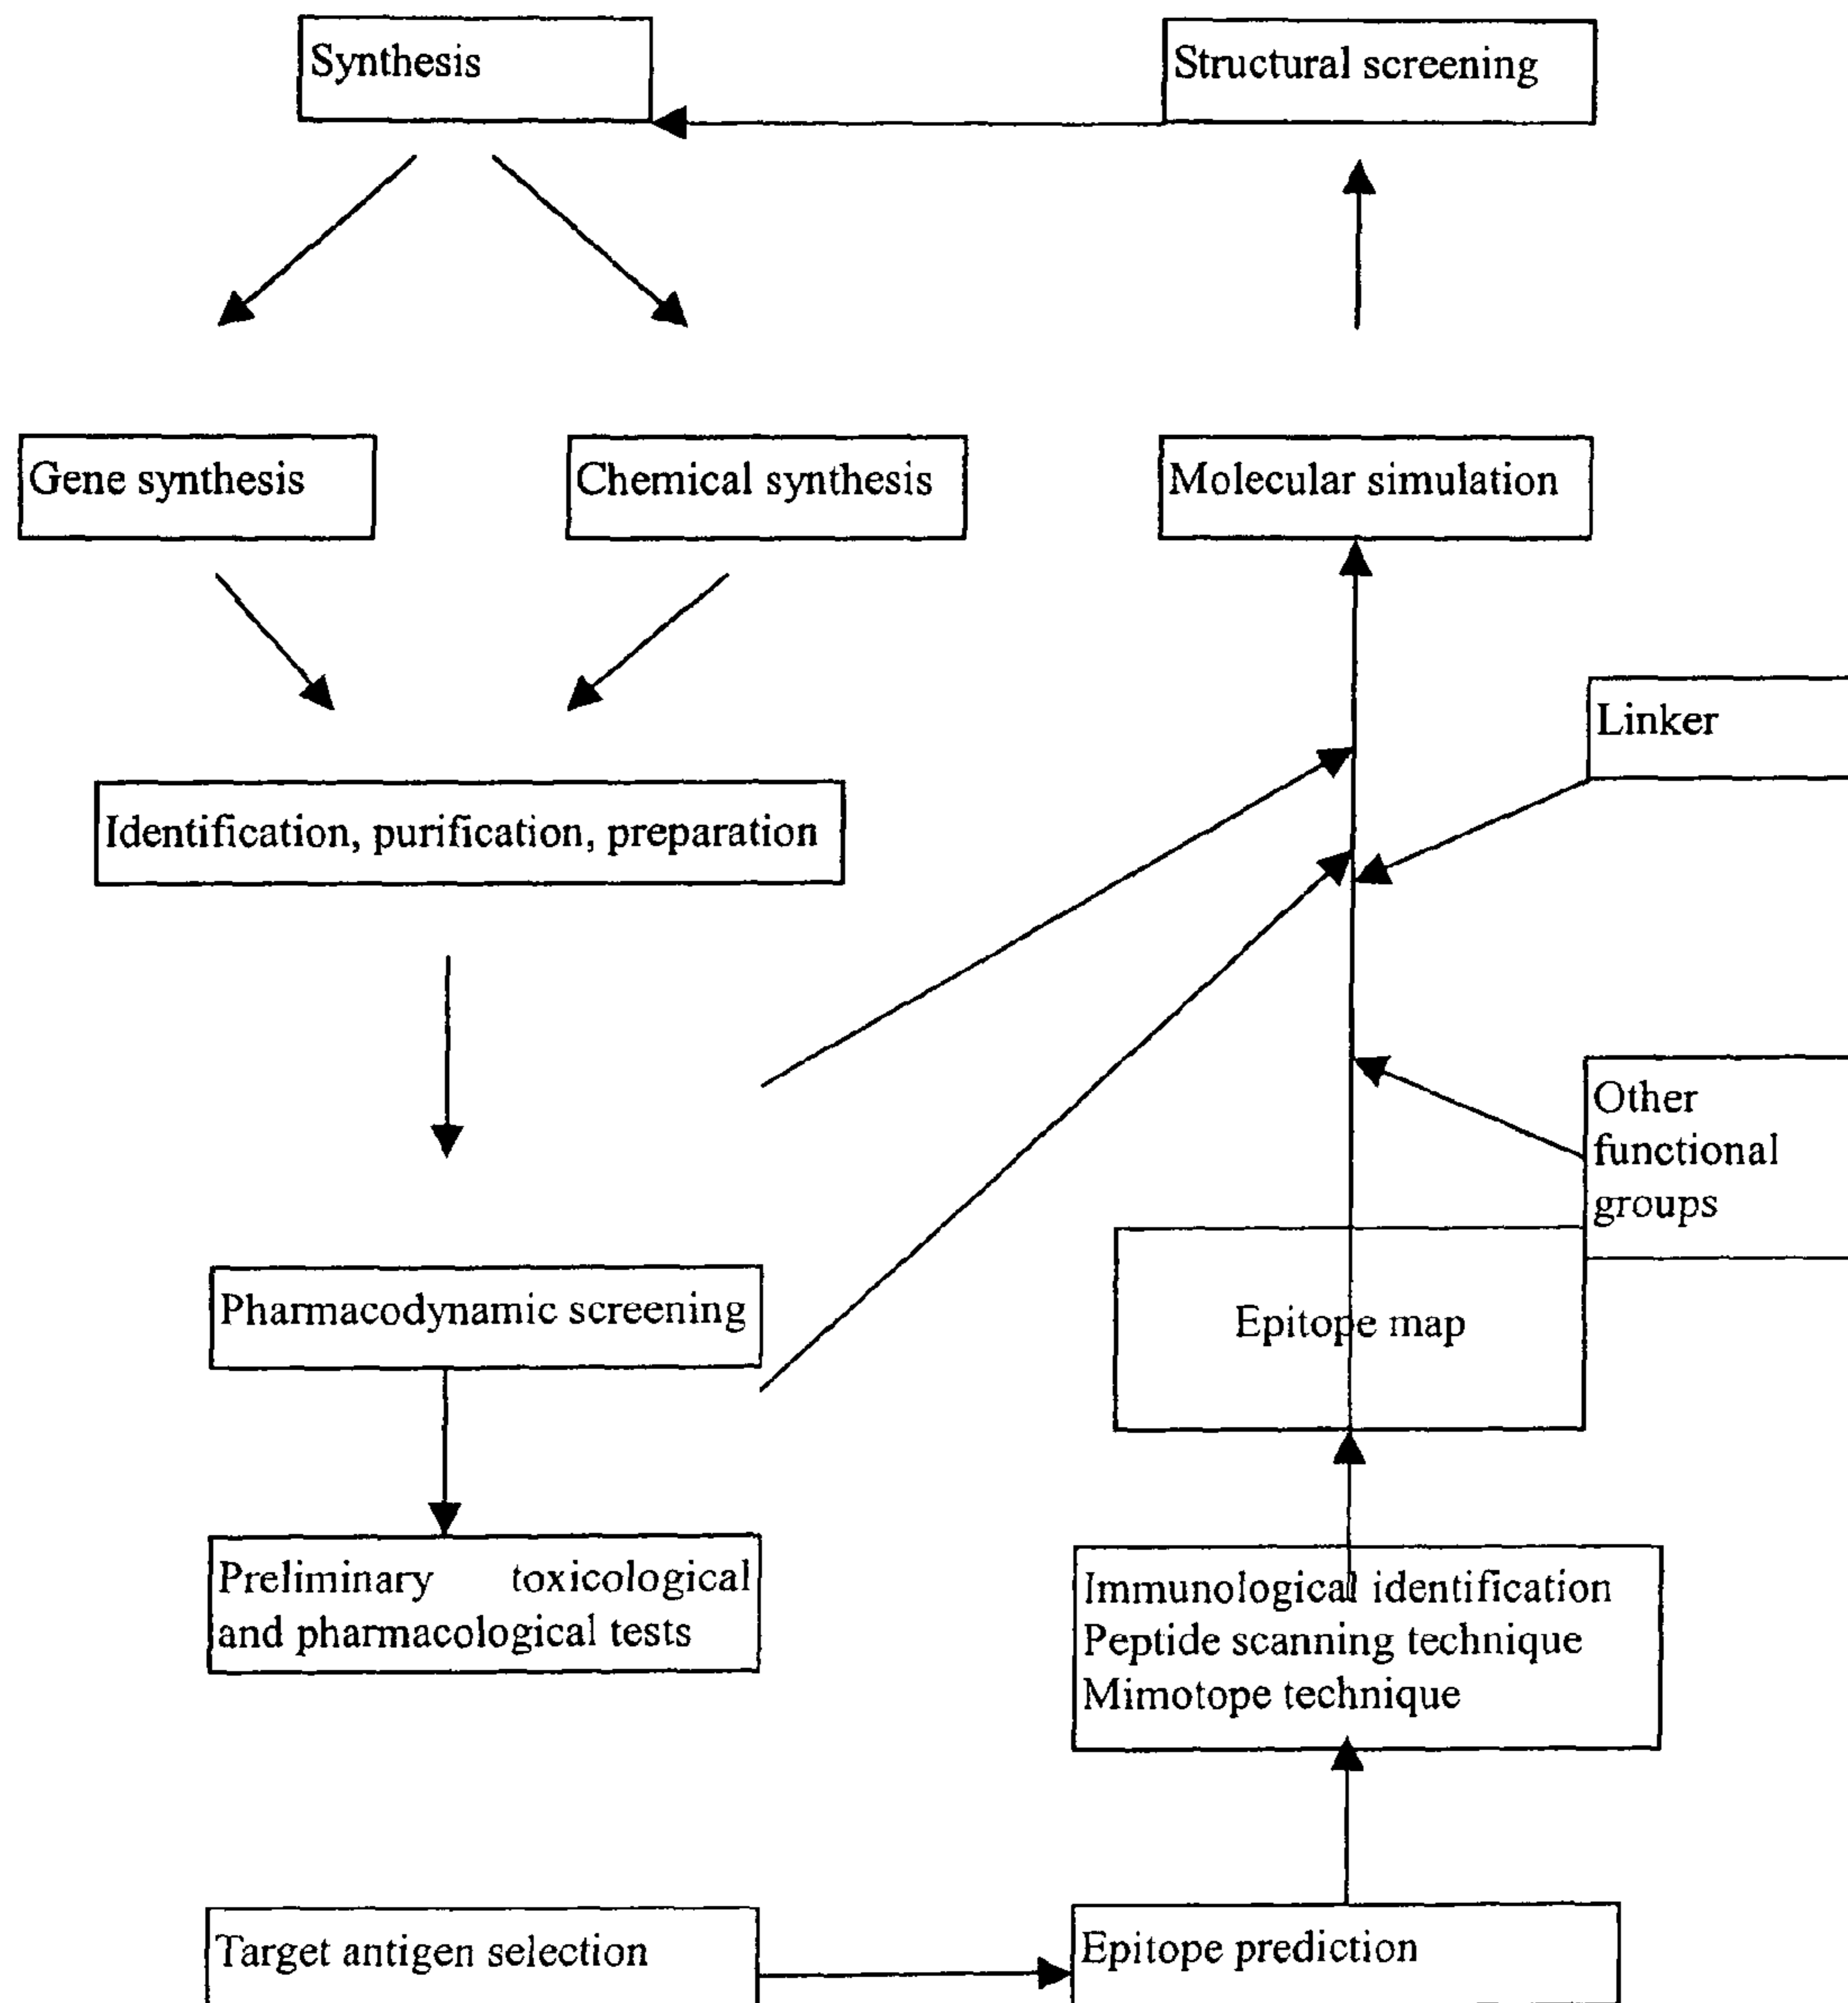 Synthesis
Structural screening
Gene synthesis
Chemical synthesis
Molecular simulation
Linker
Identification, purification, preparation
Other
functional
groups
Pharmacodynamic screening
Epitope map
Preliminary toxicological
and pharmacological tests
Immunological identification
Peptide scanning technique
Mimotope technique
Target antigen selection
Epitope prediction